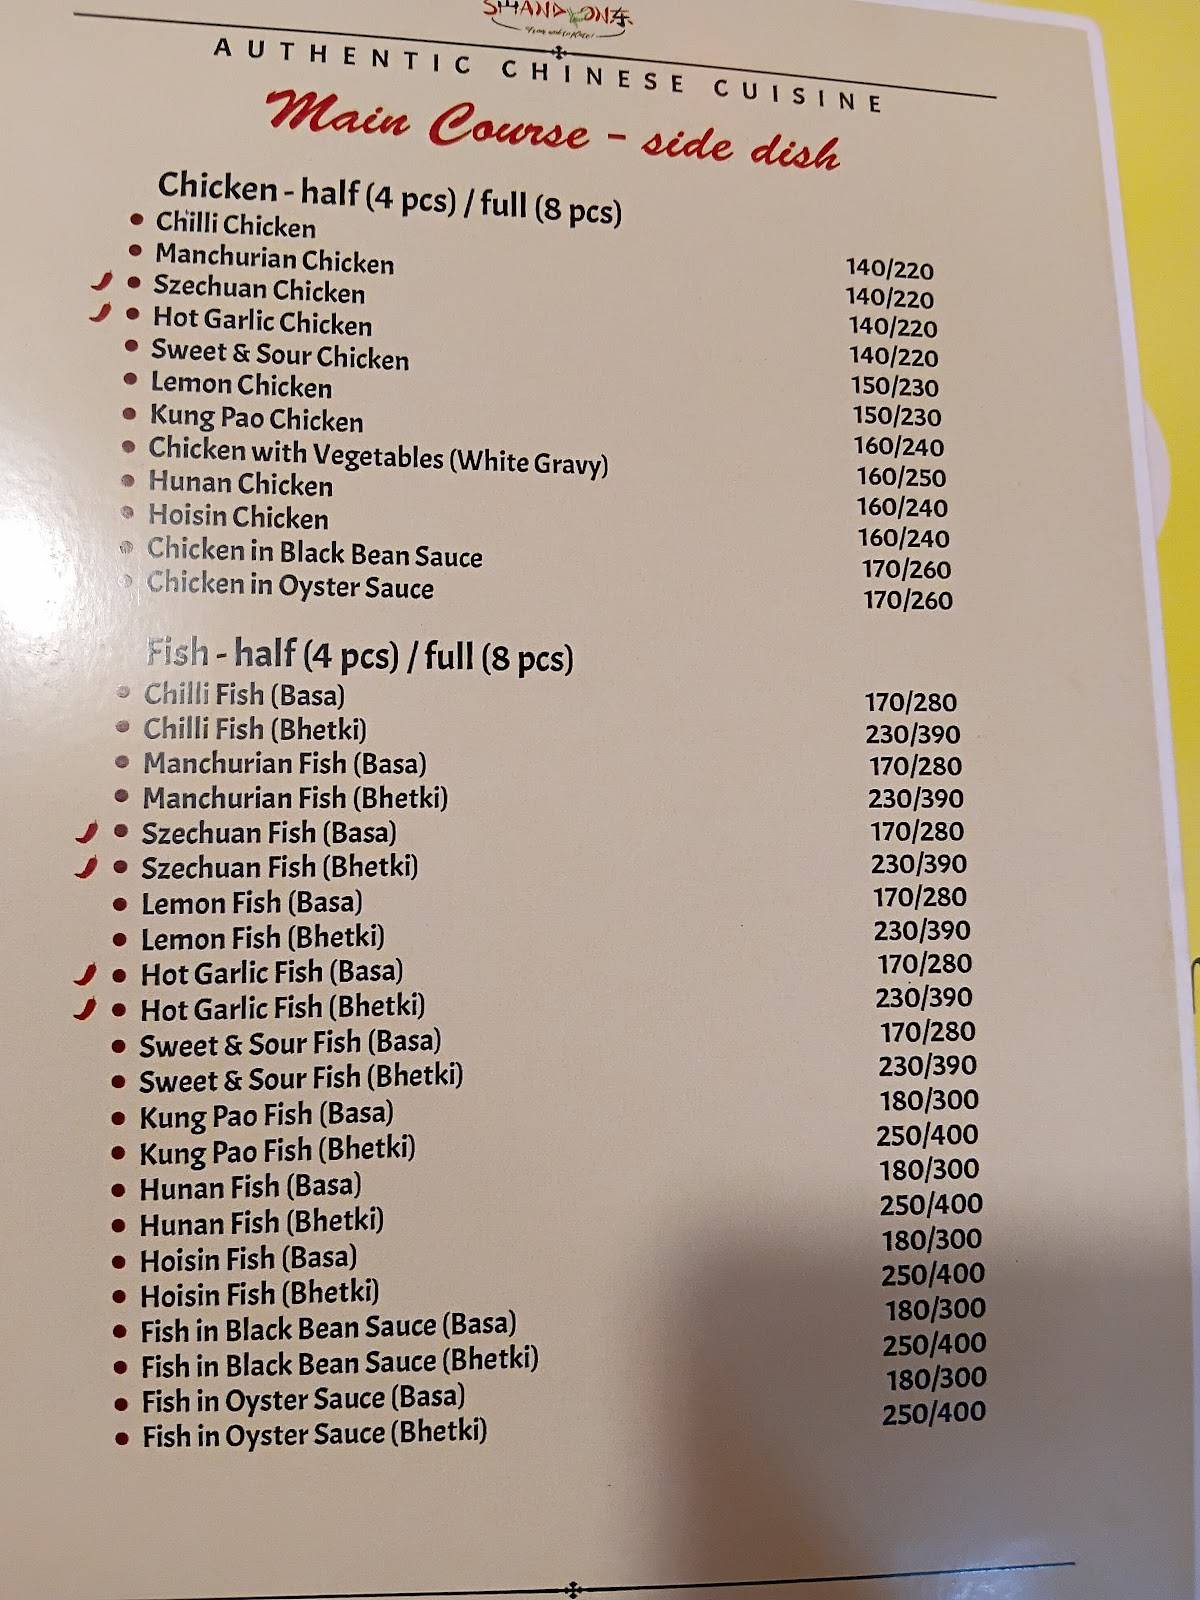 SHANDONG东
AUTHENTIC CHINESE CUISINE
Main Course - side dish
Chicken - half (4 pcs) / full (8 pcs)
Chilli Chicken 140/220
Manchurian Chicken 140/220
Szechuan Chicken 140/220
Hot Garlic Chicken 140/220
Sweet & Sour Chicken 150/230
Lemon Chicken 150/230
Kung Pao Chicken 160/240
Chicken with Vegetables (White Gravy) 160/250
Hunan Chicken 160/240
Hoisin Chicken 160/240
Chicken in Black Bean Sauce 170/260
Chicken in Oyster Sauce 170/260
Fish - half (4 pcs) / full (8 pcs)
Chilli Fish (Basa) 170/280
Chilli Fish (Bhetki) 230/390
Manchurian Fish (Basa) 170/280
Manchurian Fish (Bhetki) 230/390
Szechuan Fish (Basa) 170/280
Szechuan Fish (Bhetki) 230/390
Lemon Fish (Basa) 170/280
Lemon Fish (Bhetki) 230/390
Hot Garlic Fish (Basa) 170/280
Hot Garlic Fish (Bhetki) 230/390
Sweet & Sour Fish (Basa) 170/280
Sweet & Sour Fish (Bhetki) 230/390
Kung Pao Fish (Basa) 180/300
Kung Pao Fish (Bhetki) 250/400
Hunan Fish (Basa) 180/300
Hunan Fish (Bhetki) 250/400
Hoisin Fish (Basa) 180/300
Hoisin Fish (Bhetki) 250/400
Fish in Black Bean Sauce (Basa) 180/300
Fish in Black Bean Sauce (Bhetki) 250/400
Fish in Oyster Sauce (Basa) 180/300
Fish in Oyster Sauce (Bhetki) 250/400